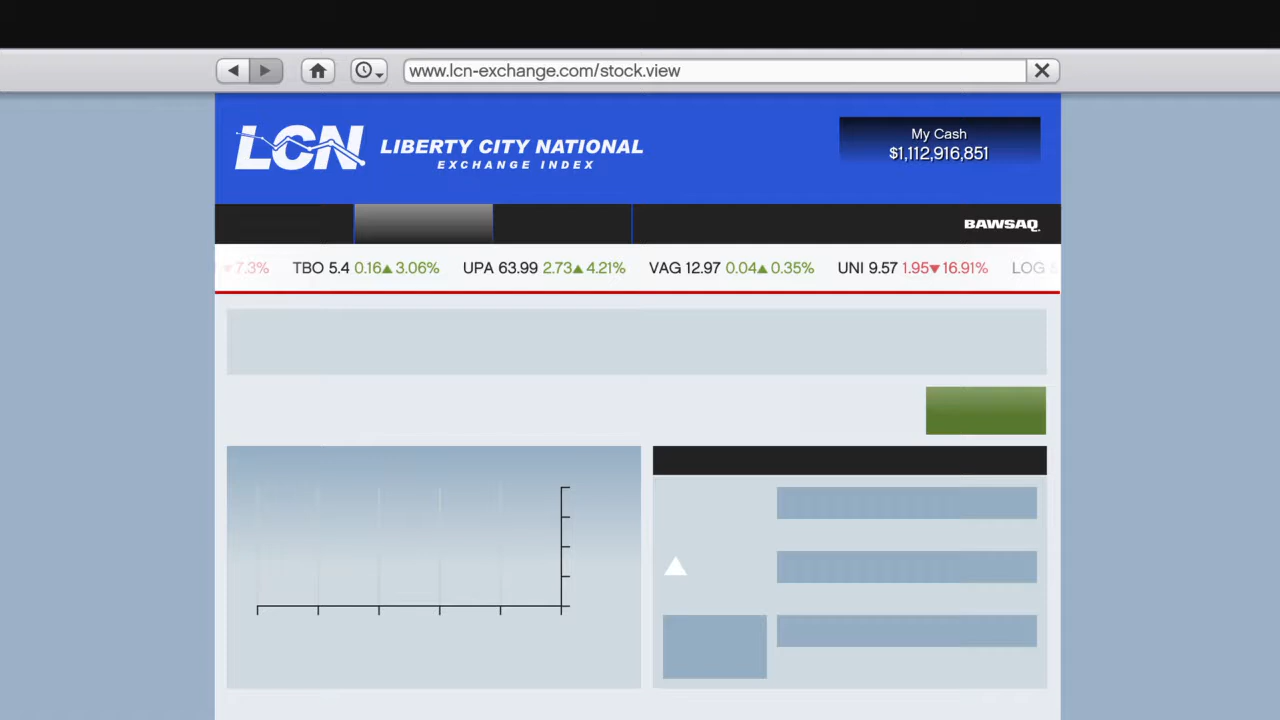 www.lcn-exchange.com/stock.view
LCN LIBERTY CITY NATIONAL
EXCHANGE INDEX
My Cash
$1,112,916,851
BAWSAQ
▼7.3% TBO 5.4 0.16▲3.06% UPA 63.99 2.73▲4.21% VAG 12.97 0.04▲0.35% UNI 9.57 1.95▼16.91% LOG